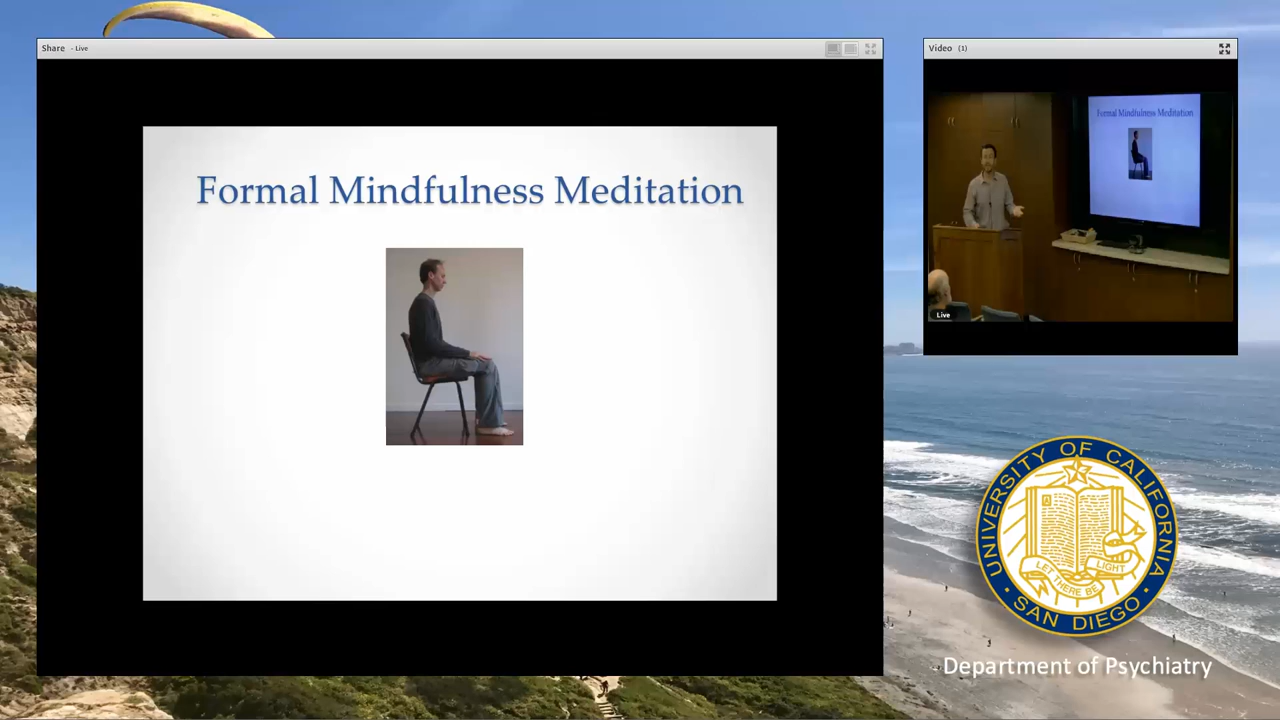 Share - Live
Formal Mindfulness Meditation
Video (1)
Formal Mindfulness Meditation
Live
UNIVERSITY OF CALIFORNIA
A
LET THERE BE LIGHT
· SAN DIEGO ·
Department of Psychiatry